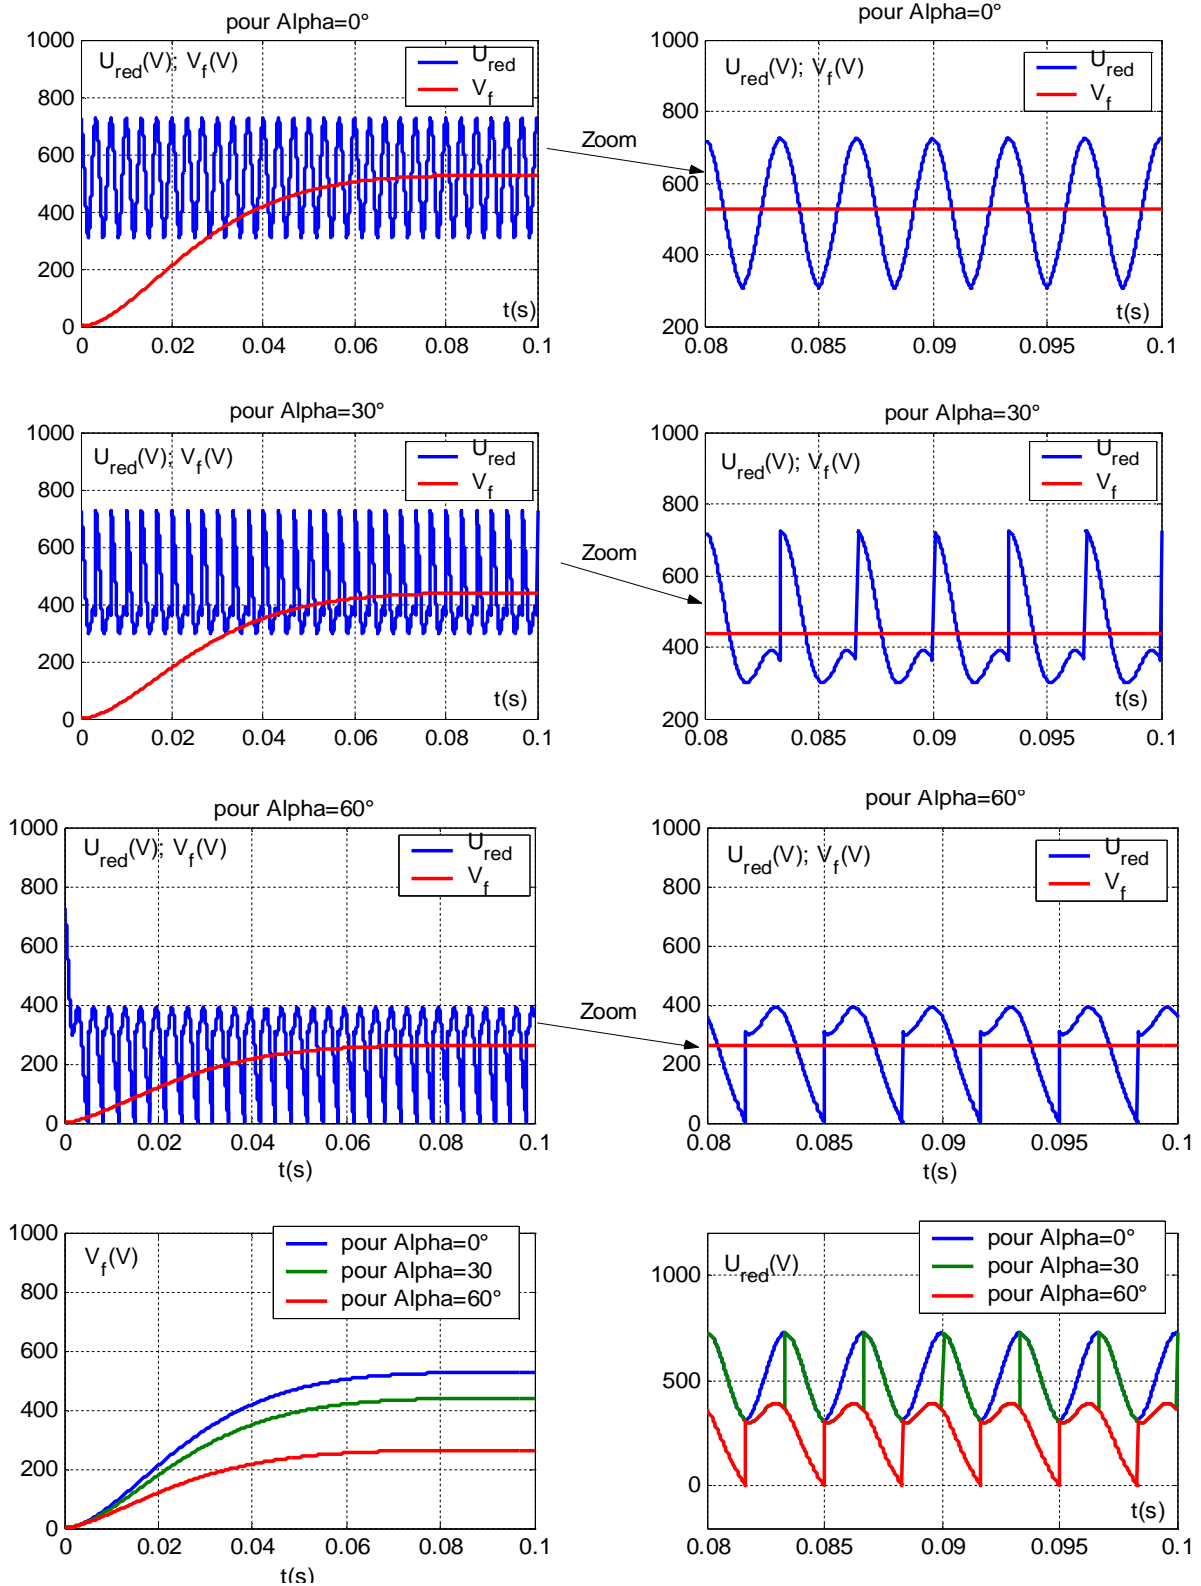 pour Alpha=0°
1000
800
600
400
200
0
U_red(V); V_f(V)
U_red
V_f
t(s)
0 0.02 0.04 0.06 0.08 0.1
Zoom
pour Alpha=0°
1000
800
600
400
200
U_red(V); V_f(V)
U_red
V_f
t(s)
0.08 0.085 0.09 0.095 0.1
pour Alpha=30°
1000
800
600
400
200
0
U_red(V); V_f(V)
U_red
V_f
t(s)
0 0.02 0.04 0.06 0.08 0.1
Zoom
pour Alpha=30°
1000
800
600
400
200
U_red(V); V_f(V)
U_red
V_f
t(s)
0.08 0.085 0.09 0.095 0.1
pour Alpha=60°
1000
800
600
400
200
0
U_red(V); V_f(V)
U_red
V_f
0 0.02 0.04 0.06 0.08 0.1
t(s)
Zoom
pour Alpha=60°
1000
800
600
400
200
0
U_red(V); V_f(V)
U_red
V_f
0.08 0.085 0.09 0.095 0.1
t(s)
1000
800
600
400
200
0
V_f(V)
pour Alpha=0°
pour Alpha=30
pour Alpha=60°
0 0.02 0.04 0.06 0.08 0.1
t(s)
1000
500
0
U_red(V)
pour Alpha=0°
pour Alpha=30
pour Alpha=60°
t(s)
0.08 0.085 0.09 0.095 0.1